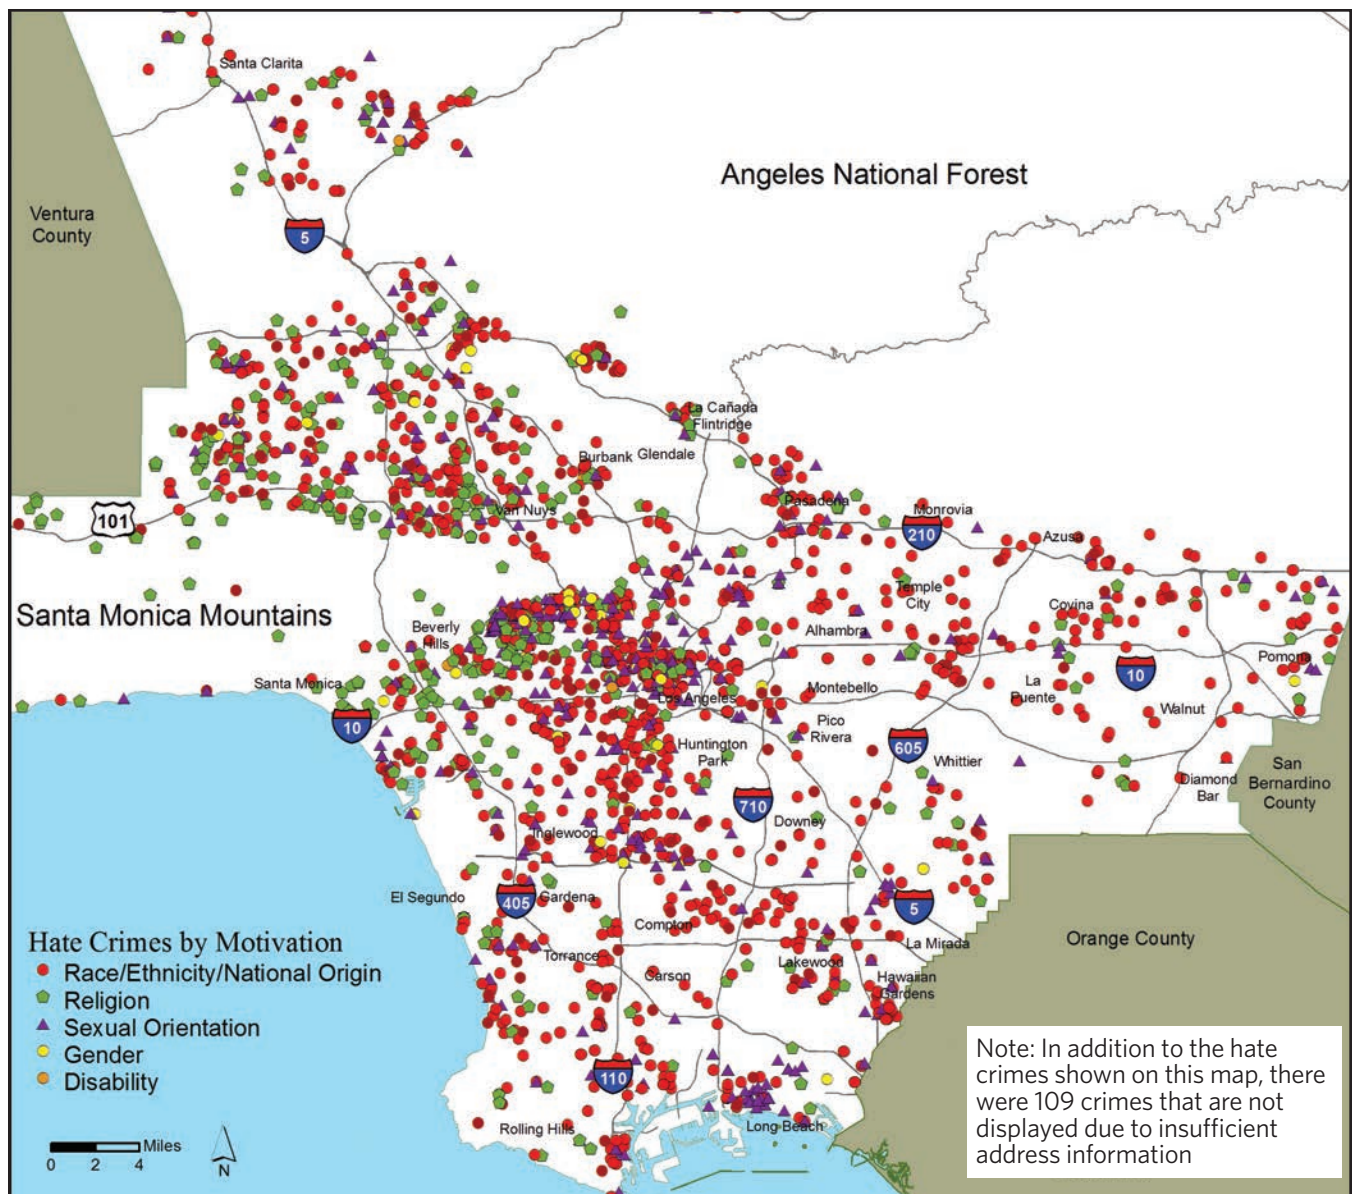 Santa Clarita
Angeles National Forest
Ventura
County
5
La Cañada
Flintridge
Burbank
Glendale
Pasadena
Monrovia
Van Nuys
101
210
Azusa
Temple
City
Santa Monica Mountains
Covina
Beverly
Hills
Alhambra
Pomona
10
Santa Monica
La
Puente
Montebello
Los Angeles
Walnut
10
Pico
Rivera
Huntington
Park
605
Whittier
San
Bernardino
County
Diamond
Bar
710
Downey
Inglewood
El Segundo
405
Gardena
5
Compton
Orange County
La Mirada
Torrance
Lakewood
Carson
Hawaiian
Gardens
Hate Crimes by Motivation
Race/Ethnicity/National Origin
Religion
Sexual Orientation
Gender
Disability
110
Rolling Hills
Long Beach
Miles
0 2 4
N
Note: In addition to the hate
crimes shown on this map, there
were 109 crimes that are not
displayed due to insufficient
address information